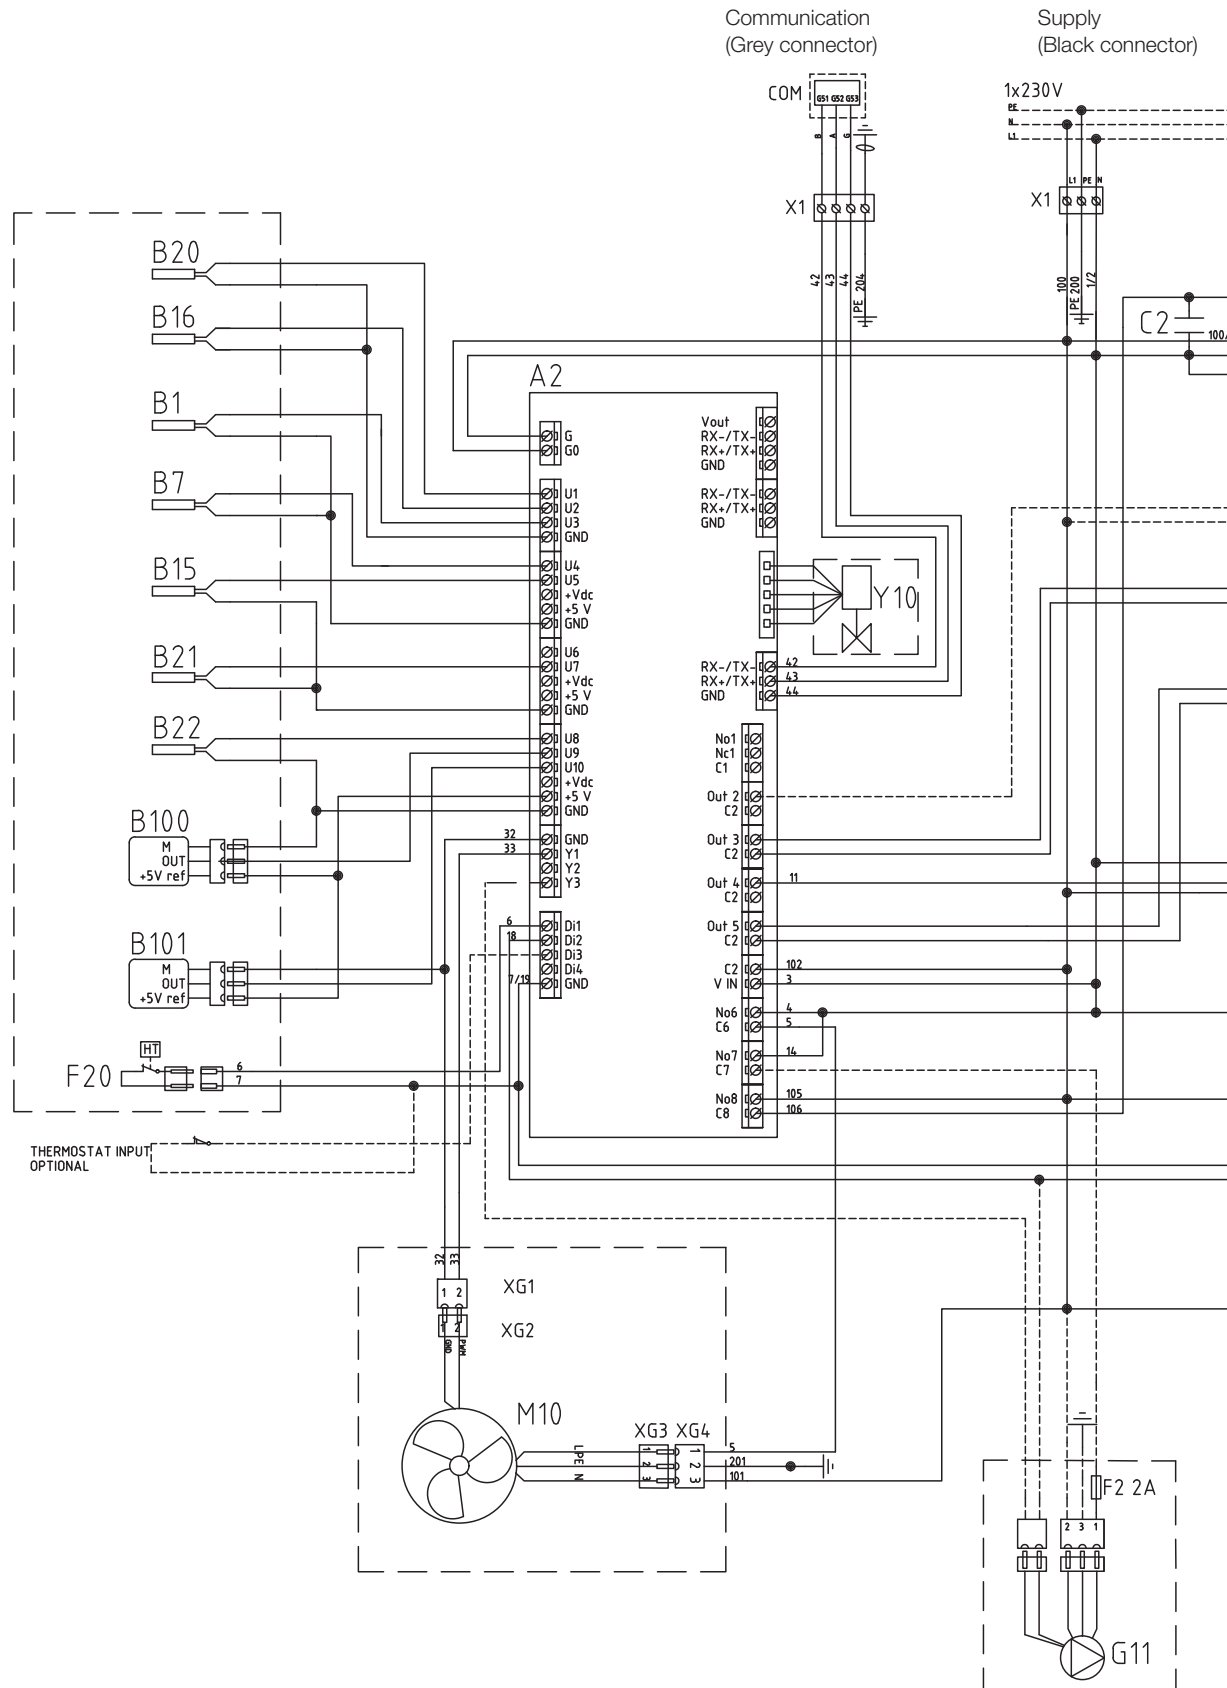 Communication
(Grey connector)
Supply
(Black connector)
COM
G51 G52 G53
B A G
X1
42 43 44 PE 204
1x230V
PE
N
L1
L1 PE N
X1
100 PE 200 1/2
C2
100/
B20
B16
B1
B7
B15
B21
B22
B100
M
OUT
+5V ref
B101
M
OUT
+5V ref
HT
F20
6
7
THERMOSTAT INPUT
OPTIONAL
A2
G
G0
U1
U2
U3
GND
U4
U5
+Vdc
+5 V
GND
U6
U7
+Vdc
+5 V
GND
U8
U9
U10
+Vdc
+5 V
GND
32 GND
33 Y1
Y2
Y3
6 Di1
18 Di2
Di3
Di4
7/19 GND
Vout
RX-/TX-
RX+/TX+
GND
RX-/TX-
RX+/TX+
GND
Y10
RX-/TX- 42
RX+/TX+ 43
GND 44
No1
Nc1
C1
Out 2
C2
Out 3
C2
Out 4 11
C2
Out 5
C2
C2 102
V IN 3
No6 4
C6 5
No7 14
C7
No8 105
C8 106
32 33
1 2
XG1
1 2
XG2
GND PWM
M10
L PE N
XG3 XG4
1 1 5
2 2 201
3 3 101
F2 2A
2 3 1
G11